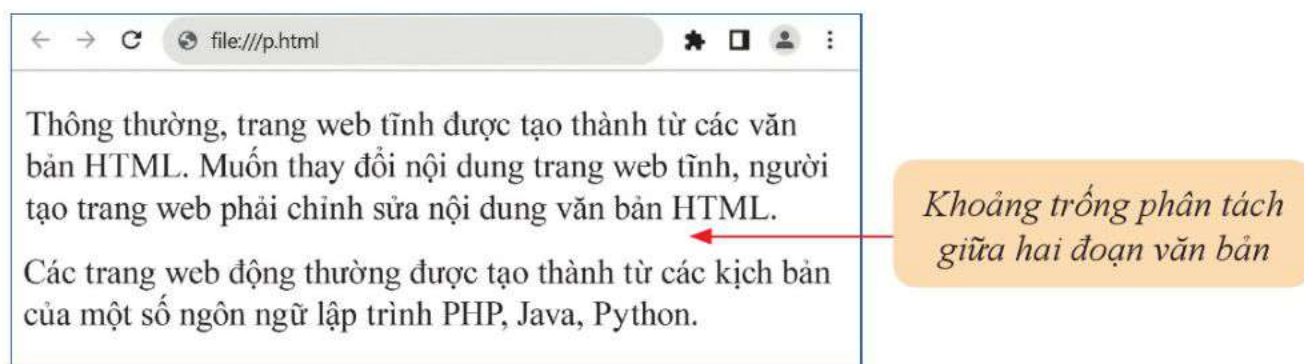 file:///p.html
Thông thường, trang web tĩnh được tạo thành từ các văn
bản HTML. Muốn thay đổi nội dung trang web tĩnh, người
tạo trang web phải chỉnh sửa nội dung văn bản HTML.
Các trang web động thường được tạo thành từ các kịch bản
của một số ngôn ngữ lập trình PHP, Java, Python.
Khoảng trống phân tách
giữa hai đoạn văn bản